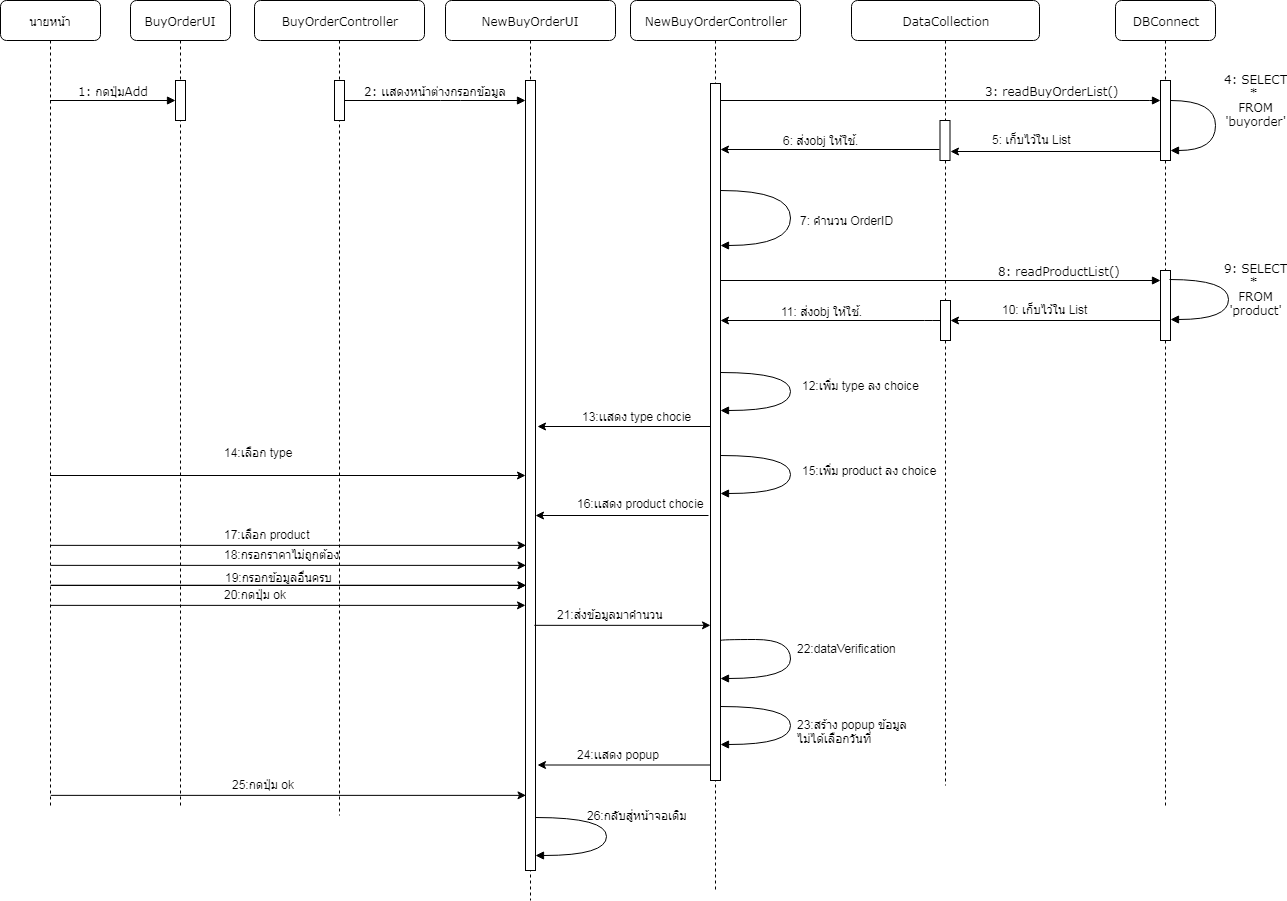 นายหน้า
BuyOrderUI
BuyOrderController
NewBuyOrderUI
NewBuyOrderController
DataCollection
DBConnect
1: กดปุ่มAdd
2: แสดงหน้าต่างกรอกข้อมูล
3: readBuyOrderList()
4: SELECT
*
FROM
'buyorder'
6: ส่งobj ให้ใช้.
5: เก็บไว้ใน List
7: คำนวน OrderID
8: readProductList()
9: SELECT
*
FROM
'product'
11: ส่งobj ให้ใช้.
10: เก็บไว้ใน List
12:เพิ่ม type ลง choice
13:แสดง type chocie
14:เลือก type
15:เพิ่ม product ลง choice
16:แสดง product chocie
17:เลือก product
18:กรอกราคาไม่ถูกต้อง
19:กรอกข้อมูลอื่นครบ
20:กดปุ่ม ok
21:ส่งข้อมูลมาคำนวน
22:dataVerification
23:สร้าง popup ข้อมูล
ไม่ได้เลือกวันที่
24:แสดง popup
25:กดปุ่ม ok
26:กลับสู่หน้าจอเดิม